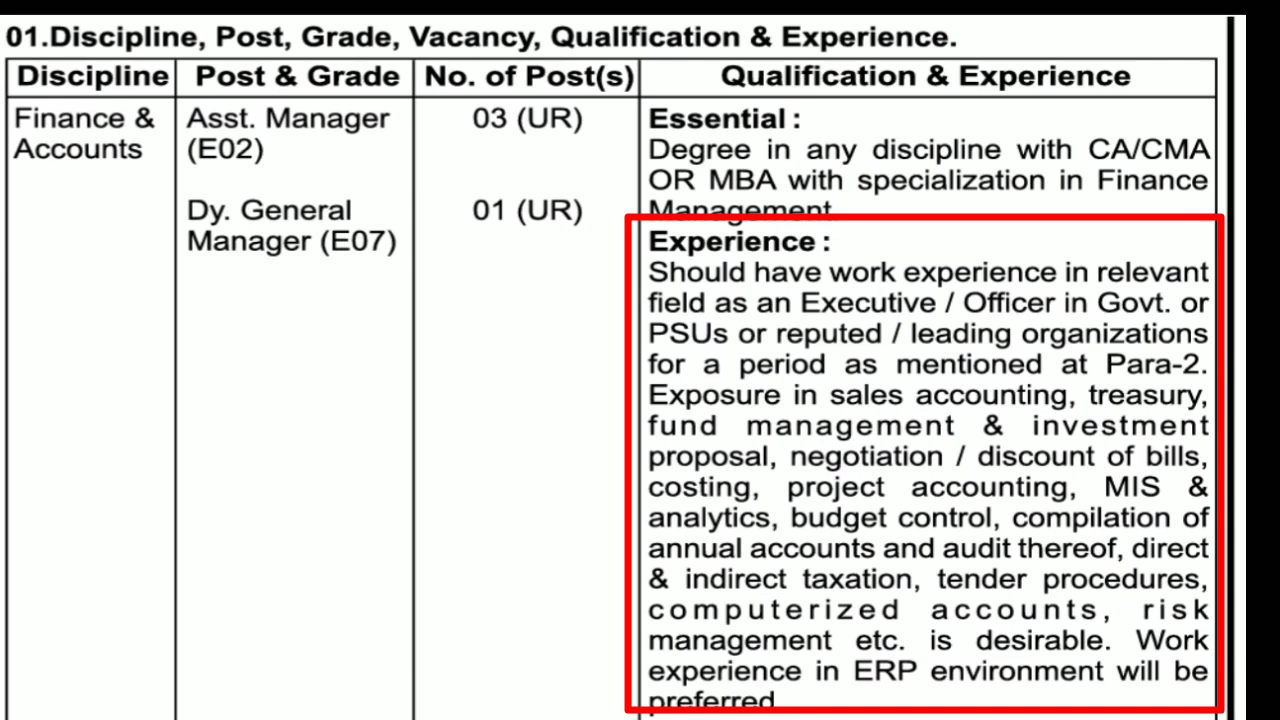 01.Discipline, Post, Grade, Vacancy, Qualification & Experience.
Discipline Post & Grade No. of Post(s) Qualification & Experience
Finance & Accounts
Asst. Manager
(E02)
03 (UR)
Dy. General
Manager (E07)
01 (UR)
Essential :
Degree in any discipline with CA/CMA
OR MBA with specialization in Finance
Management.
Experience :
Should have work experience in relevant
field as an Executive / Officer in Govt. or
PSUs or reputed / leading organizations
for a period as mentioned at Para-2.
Exposure in sales accounting, treasury,
fund management & investment
proposal, negotiation / discount of bills,
costing, project accounting, MIS &
analytics, budget control, compilation of
annual accounts and audit thereof, direct
& indirect taxation, tender procedures,
computerized accounts, risk
management etc. is desirable. Work
experience in ERP environment will be
preferred